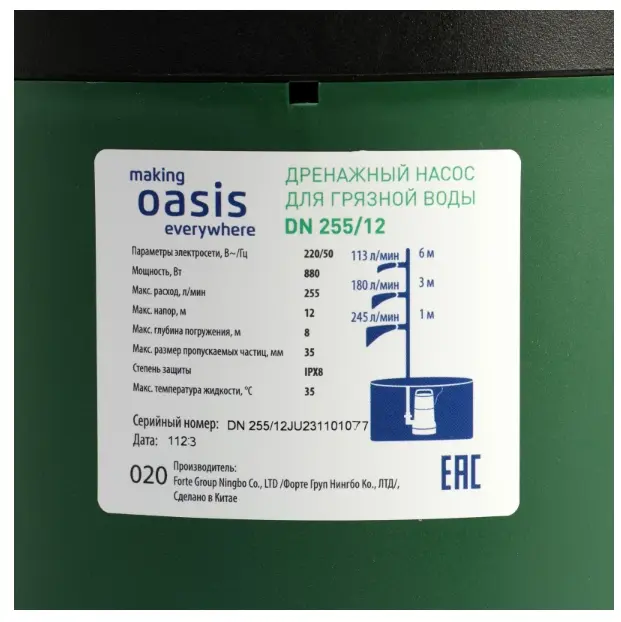 making
oasis
everywhere
ДРЕНАЖНЫЙ НАСОС
ДЛЯ ГРЯЗНОЙ ВОДЫ
DN 255/12
Параметры электросети, В~/Гц 220/50
Мощность, Вт 880
Макс. расход, л/мин 255
Макс. напор, м 12
Макс. глубина погружения, м 8
Макс. размер пропускаемых частиц, мм 35
Степень защиты IPX8
Макс. температура жидкости, °C 35
113 л/мин 6 м
180 л/мин 3 м
245 л/мин 1 м
Серийный номер: DN 255/12JU231101077
Дата: 1123
020
Производитель:
Forte Group Ningbo Co., LTD /Форте Груп Нингбо Ко., ЛТД/,
Сделано в Китае
EAC